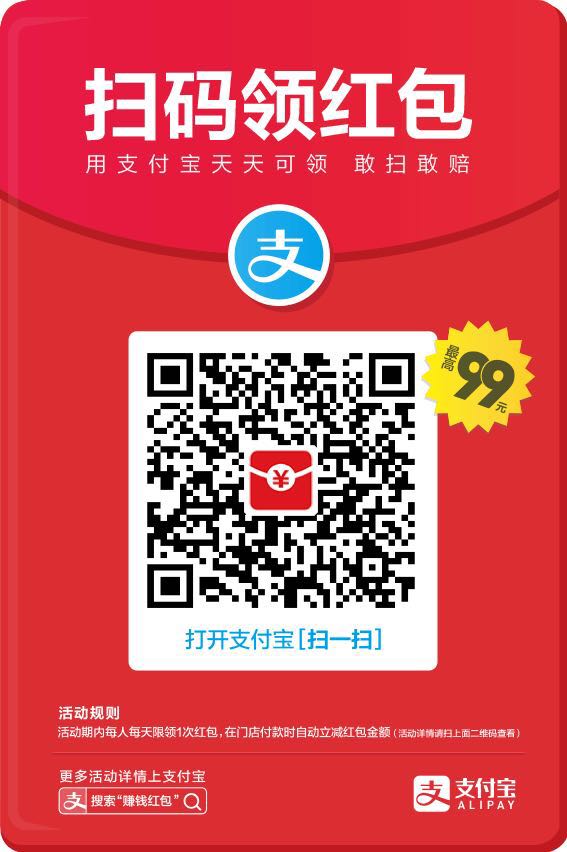 扫码领红包
用支付宝天天可领 敢扫敢赔
支
最高99元
¥
打开支付宝[扫一扫]
活动规则
活动期内每人每天限领1次红包,在门店付款时自动立减红包金额(活动详情请扫上面二维码查看)
更多活动详情上支付宝
支 搜索“赚钱红包”
支 支付宝
ALIPAY